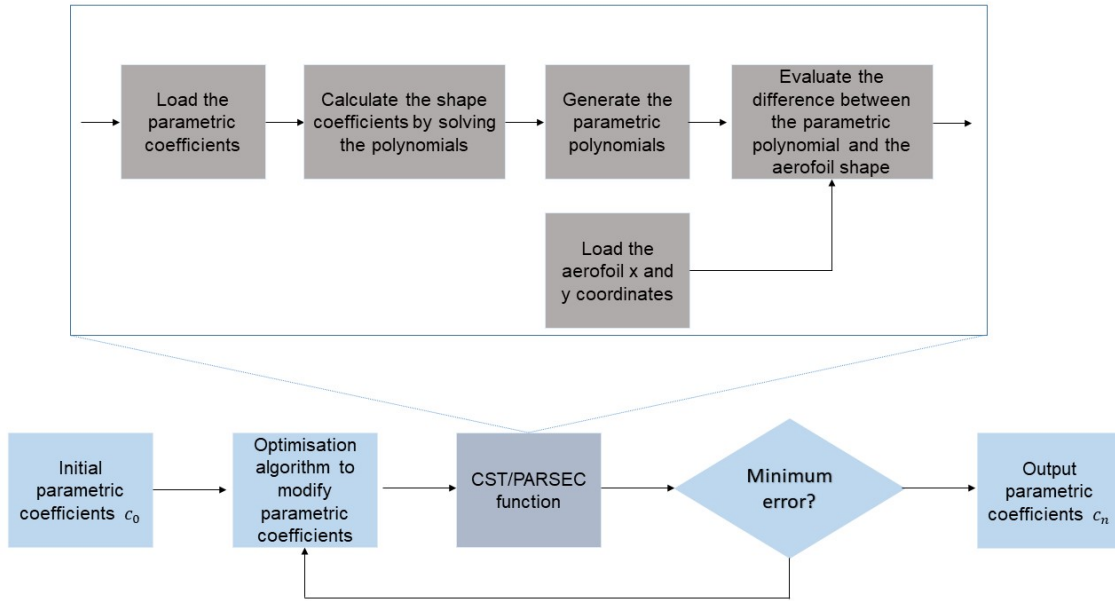 Load the
parametric
coefficients
Calculate the shape
coefficients by solving
the polynomials
Generate the
parametric
polynomials
Evaluate the
difference between
the parametric
polynomial and the
aerofoil shape
Load the
aerofoil x and
y coordinates
Initial
parametric
coefficients c₀
Optimisation
algorithm to
modify
parametric
coefficients
CST/PARSEC
function
Minimum
error?
Output
parametric
coefficients cₙ